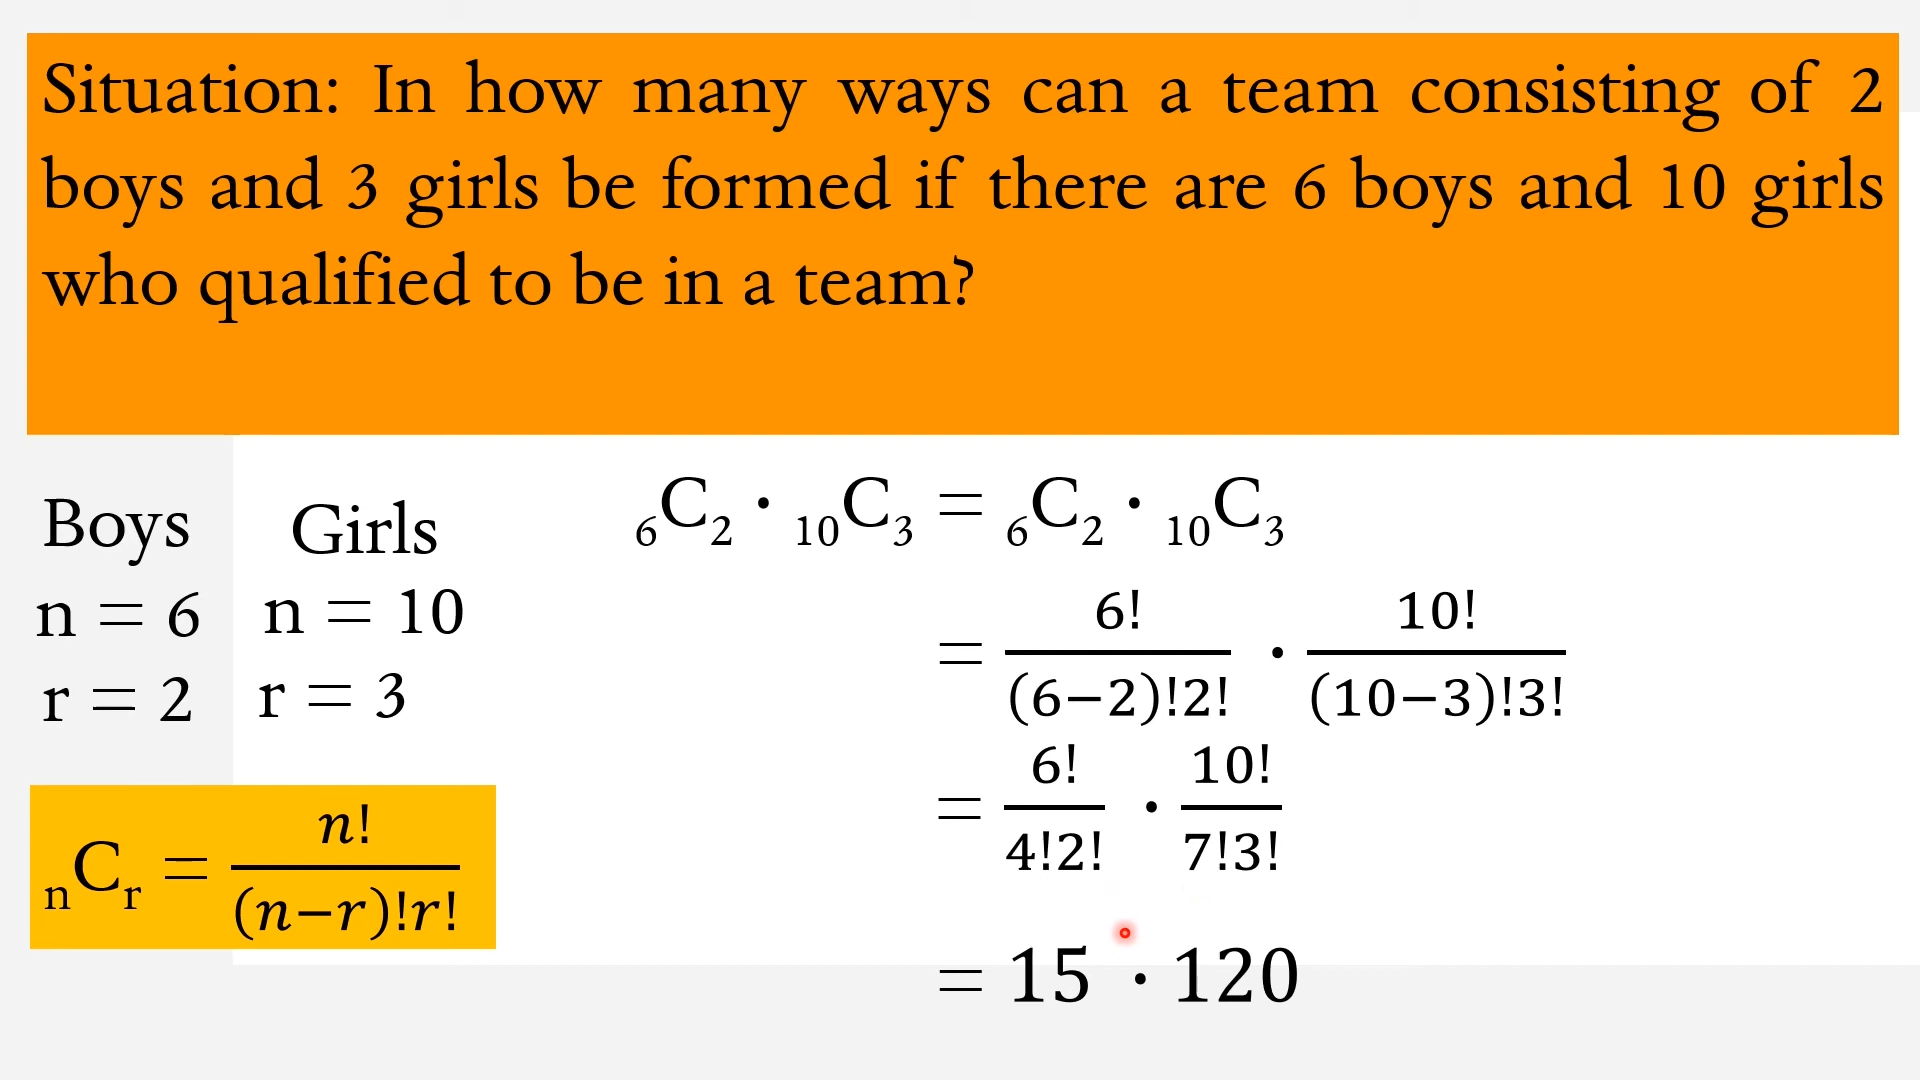 Situation: In how many ways can a team consisting of 2
boys and 3 girls be formed if there are 6 boys and 10 girls
who qualified to be in a team?
Boys
n = 6
r = 2
Girls
n = 10
r = 3
ₙCᵣ = n!/(n−r)!r!
₆C₂ · ₁₀C₃ = ₆C₂ · ₁₀C₃
= 6!/(6−2)!2! · 10!/(10−3)!3!
= 6!/4!2! · 10!/7!3!
= 15 · 120